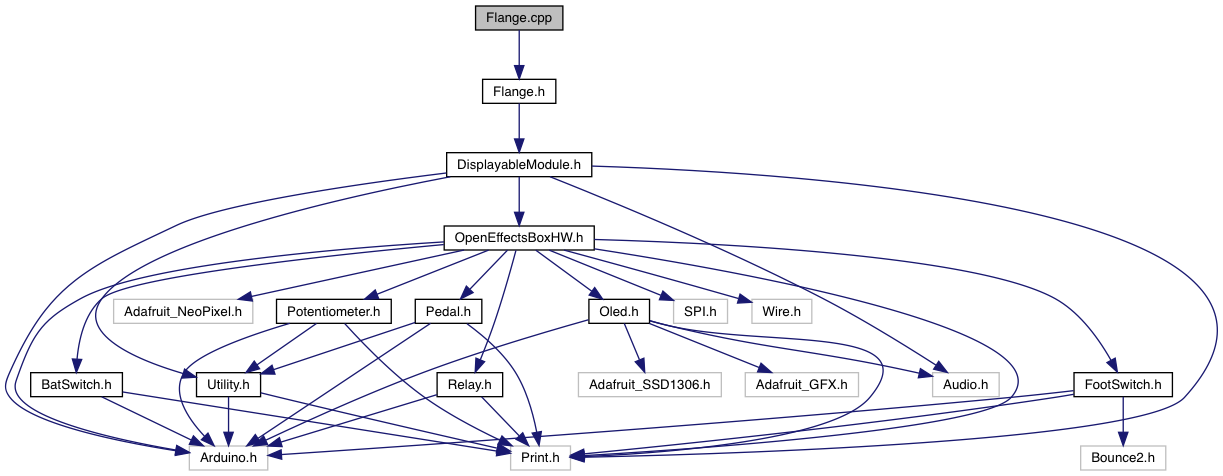 Flange.cpp
Flange.h
DisplayableModule.h
OpenEffectsBoxHW.h
Adafruit_NeoPixel.h
Potentiometer.h
Pedal.h
Oled.h
SPI.h
Wire.h
BatSwitch.h
Utility.h
Relay.h
Adafruit_SSD1306.h
Adafruit_GFX.h
Audio.h
FootSwitch.h
Arduino.h
Print.h
Bounce2.h